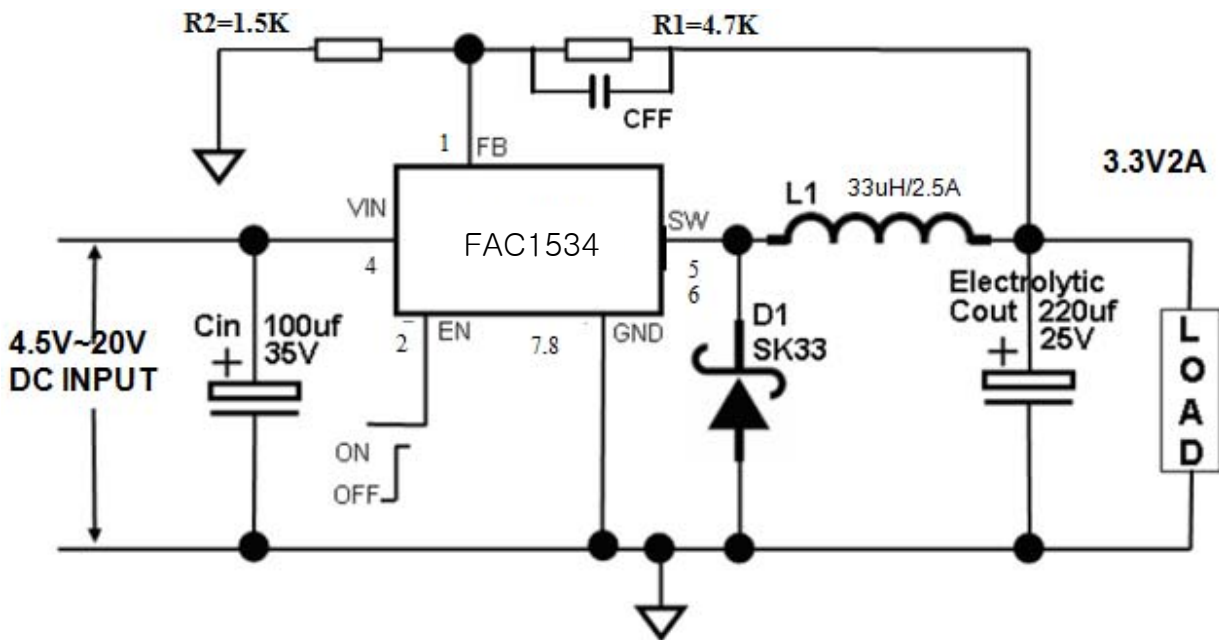 R2=1.5K
R1=4.7K
CFF
1
FB
3.3V2A
VIN
4
FAC1534
SW
5
6
L1
33uH/2.5A
4.5V~20V
DC INPUT
Cin
+
100uf
35V
2
EN
7.8
GND
D1
SK33
Electrolytic
Cout 220uf
25V
+
LOAD
ON
OFF